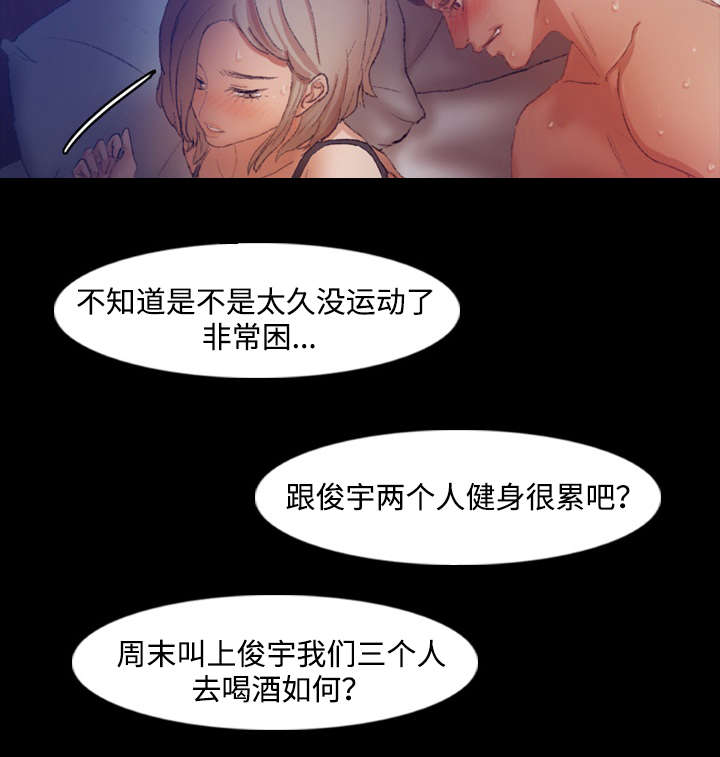 不知道是不是太久没运动了
非常困...
跟俊宇两个人健身很累吧?
周末叫上俊宇我们三个人
去喝酒如何?